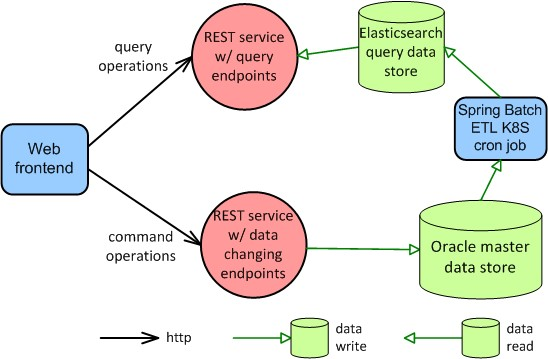 query
operations
REST service
w/ query
endpoints
Elasticsearch
query data
store
Spring Batch
ETL K8S
cron job
Web
frontend
command
operations
REST service
w/ data
changing
endpoints
Oracle master
data store
http
data
write
data
read